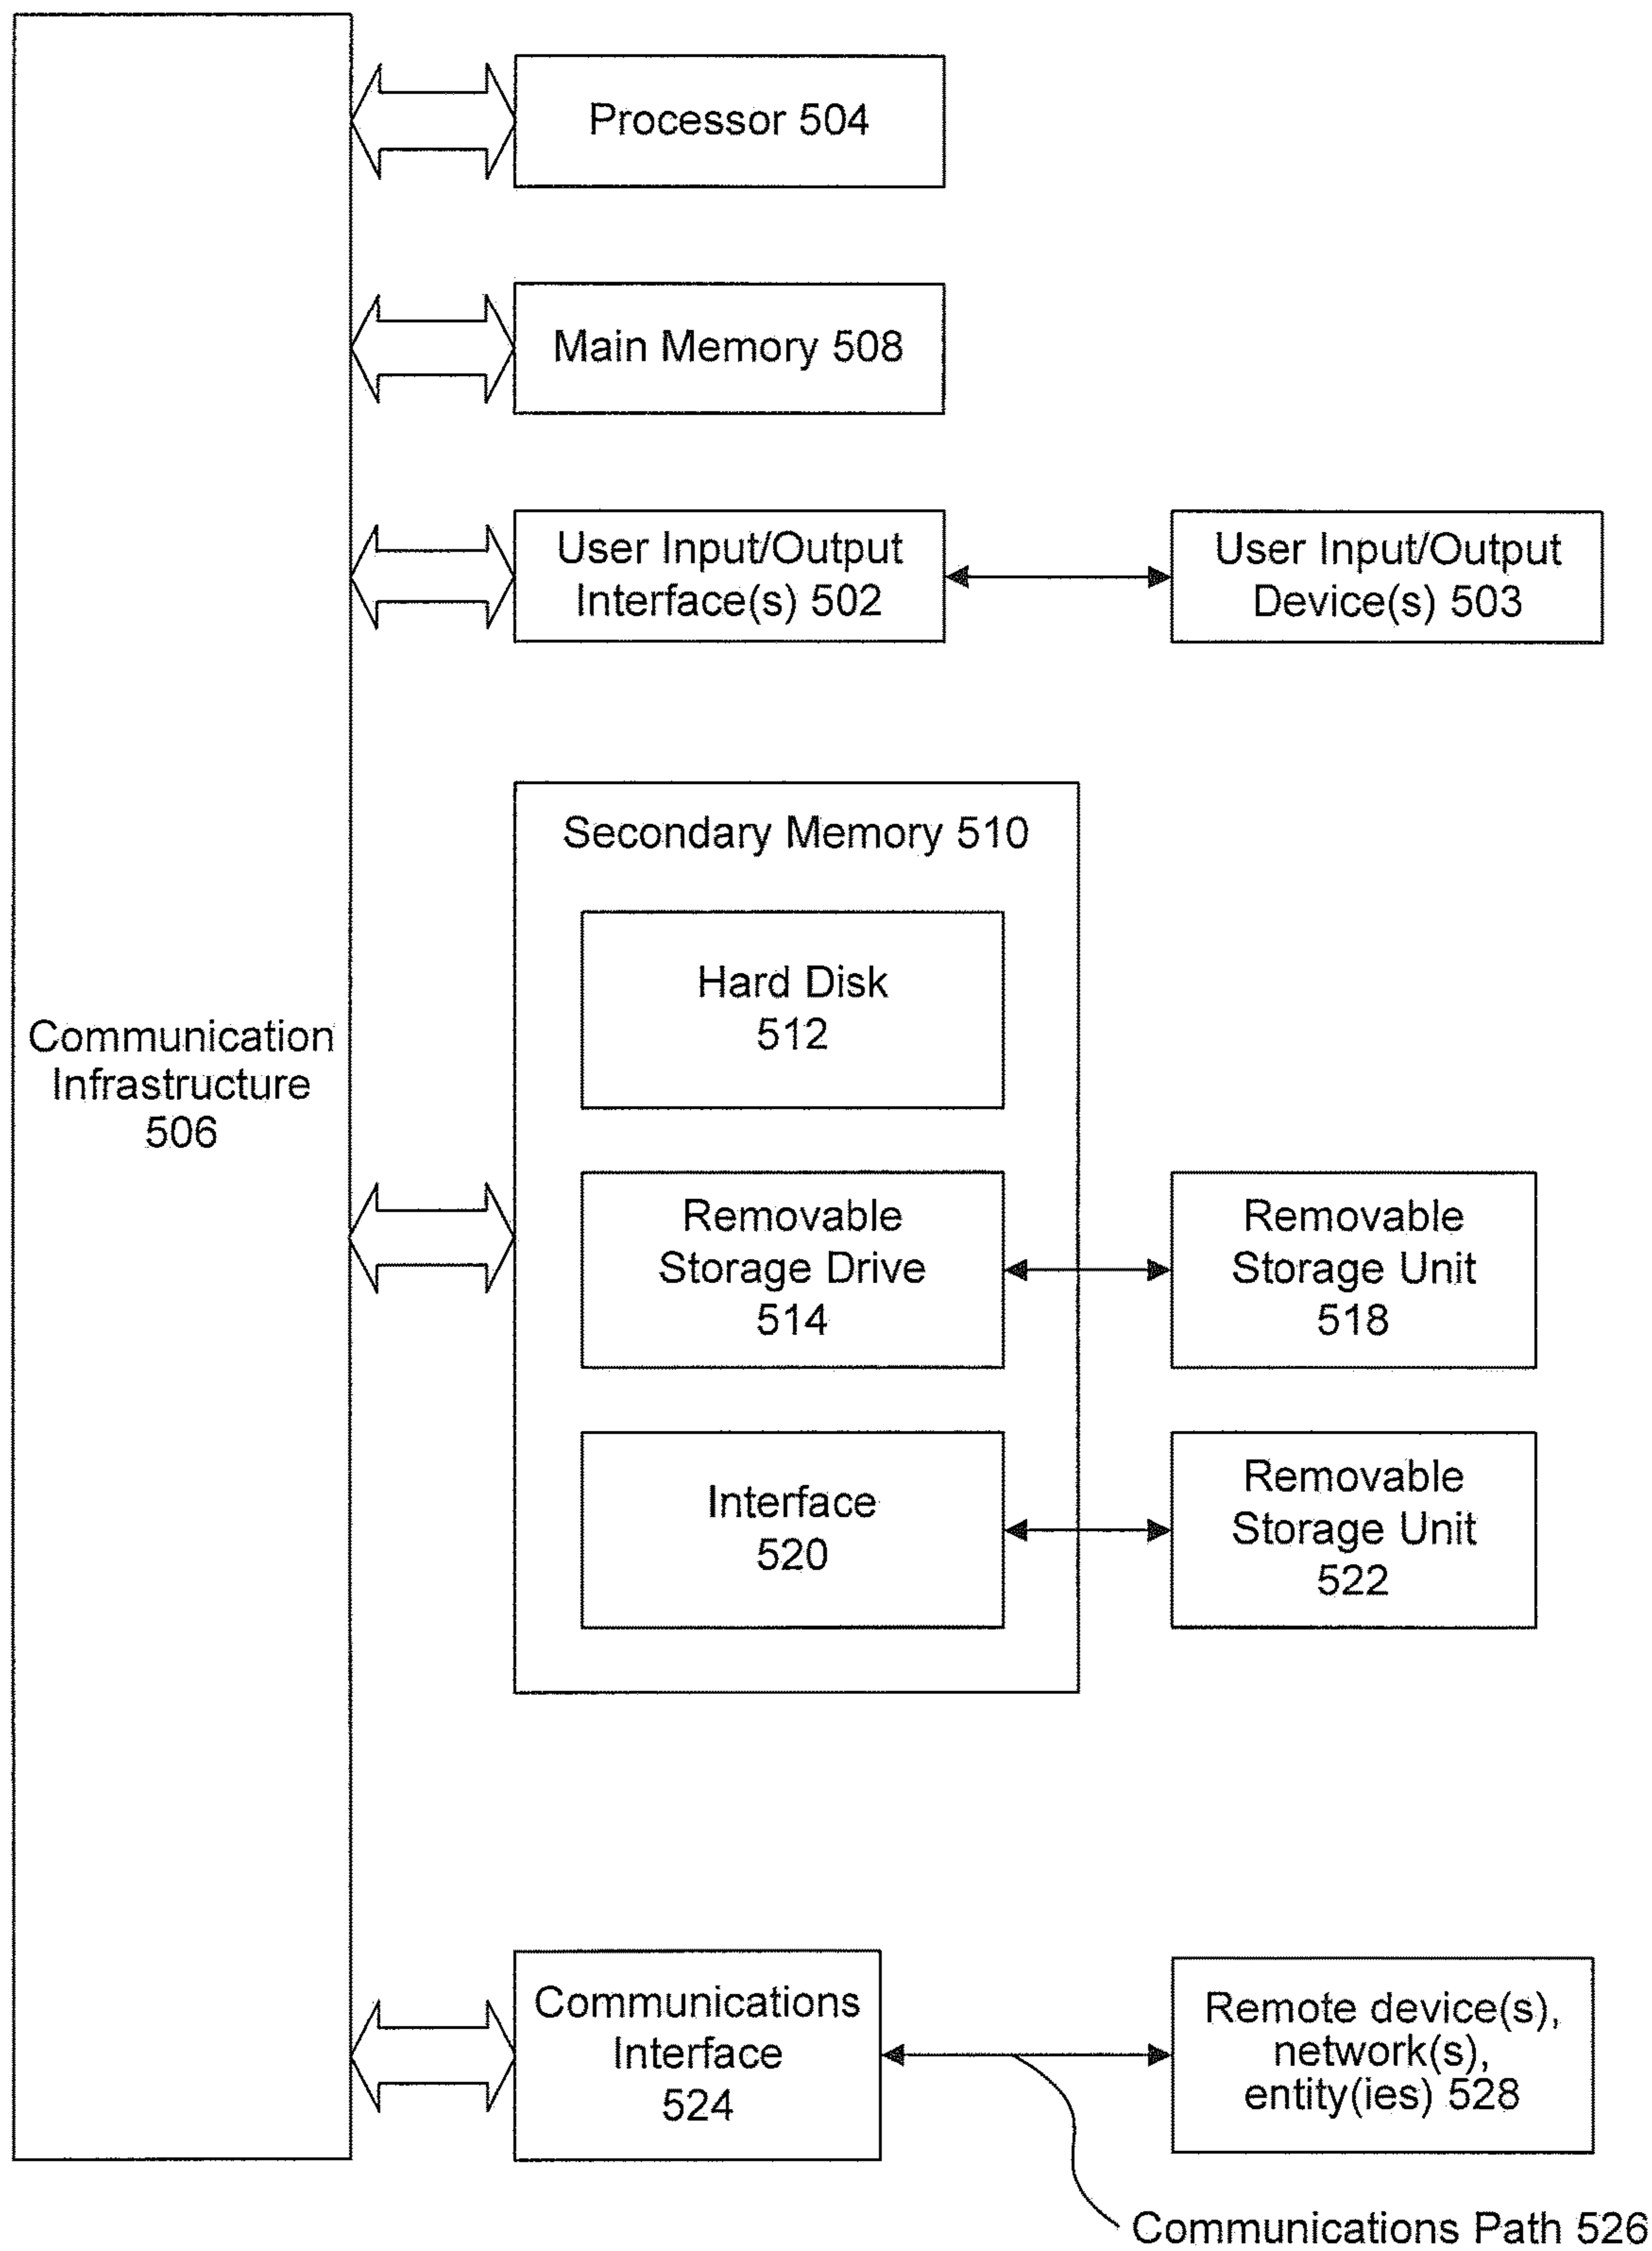 Processor 504
Main Memory 508
User Input/Output
Interface(s) 502
User Input/Output
Device(s) 503
Secondary Memory 510
Hard Disk
512
Communication
Infrastructure
506
Removable
Storage Drive
514
Removable
Storage Unit
518
Interface
520
Removable
Storage Unit
522
Communications
Interface
524
Remote device(s),
network(s),
entity(ies) 528
Communications Path 526